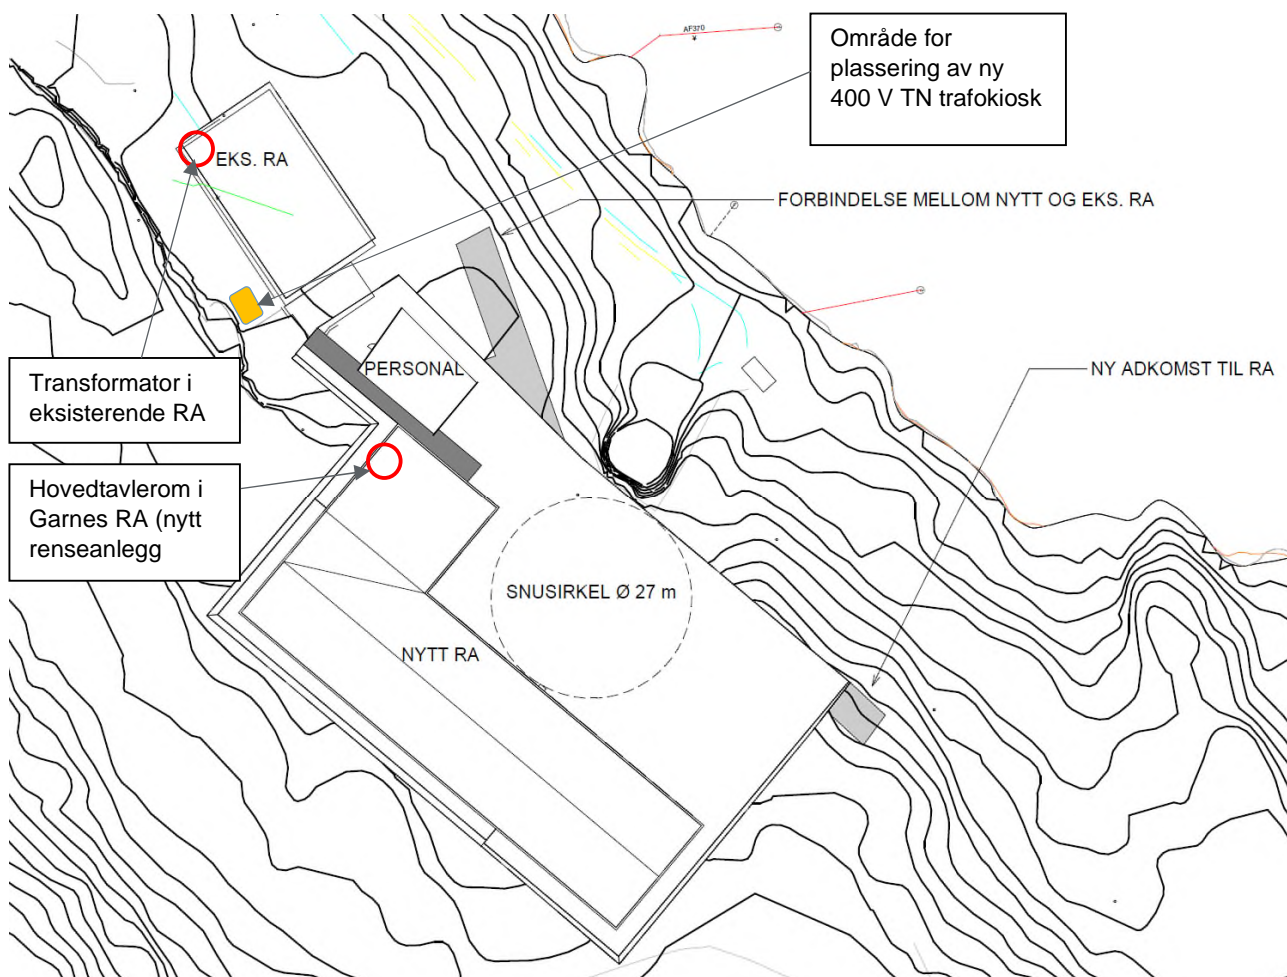 AF370
Område for
plassering av ny
400 V TN trafokiosk
EKS. RA
FORBINDELSE MELLOM NYTT OG EKS. RA
PERSONAL
NY ADKOMST TIL RA
Transformator i
eksisterende RA
Hovedtavlerom i
Garnes RA (nytt
renseanlegg
SNUSIRKEL Ø 27 m
NYTT RA